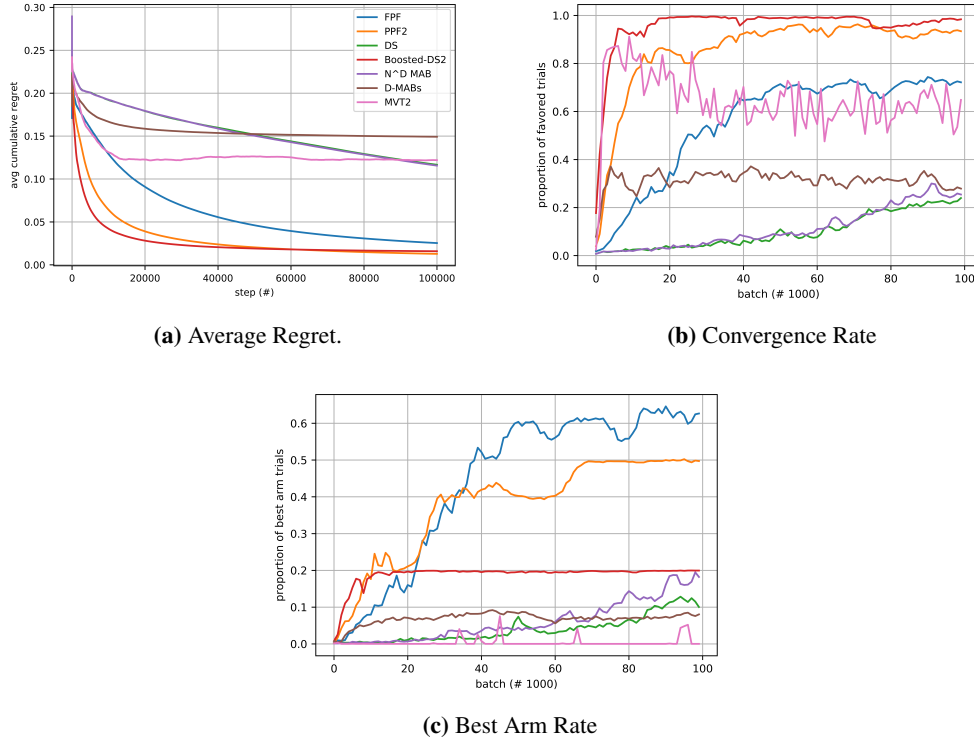 0.30
0.25
0.20
0.15
0.10
0.05
0.00
avg cumulative regret
0
20000
40000
60000
80000
100000
step (#)
FPF
PPF2
DS
Boosted-DS2
N^D MAB
D-MABs
MVT2
(a) Average Regret.
1.0
0.8
0.6
0.4
0.2
0.0
proportion of favored trials
0
20
40
60
80
100
batch (# 1000)
(b) Convergence Rate
0.6
0.5
0.4
0.3
0.2
0.1
0.0
proportion of best arm trials
0
20
40
60
80
100
batch (# 1000)
(c) Best Arm Rate